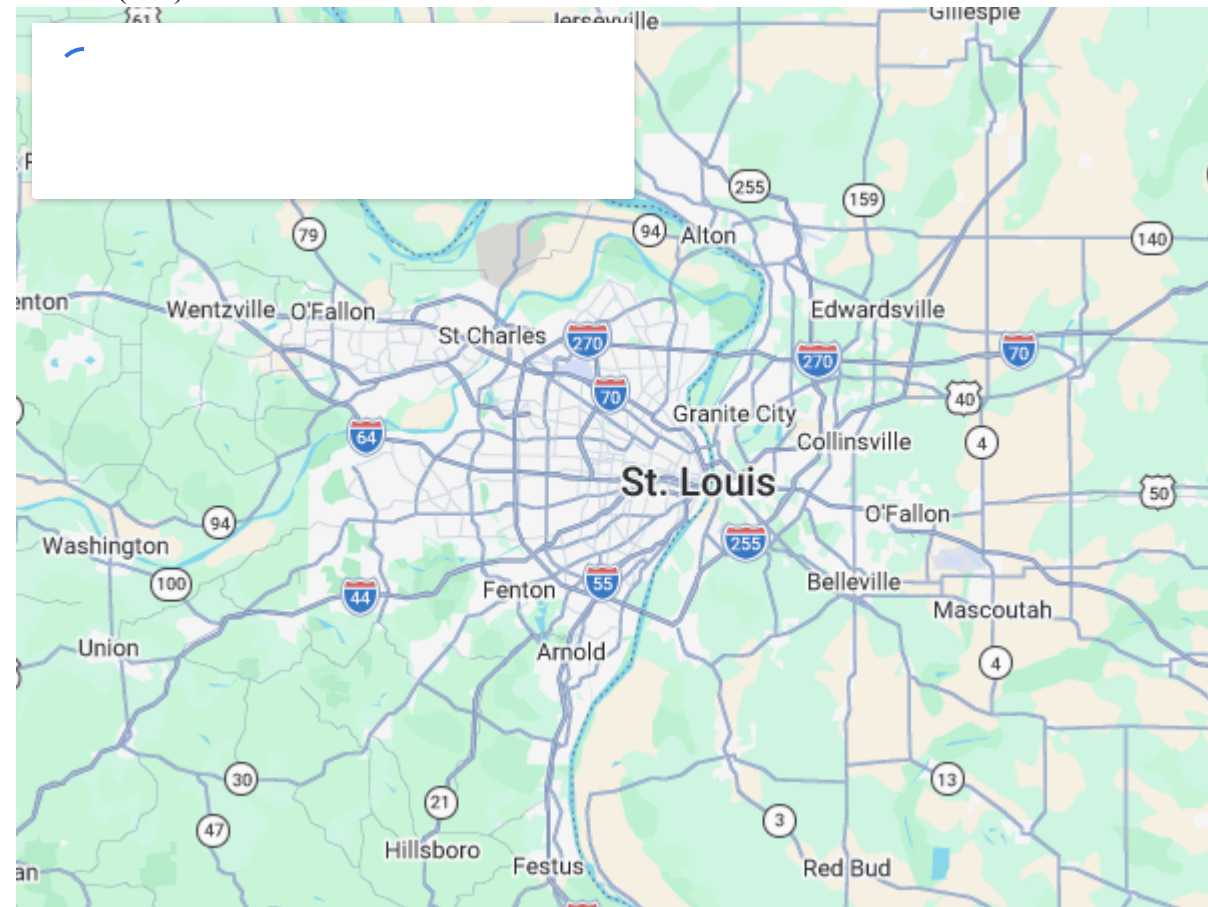 61
Jerseyville
Gillespie
255
159
79
94
Alton
140
enton
Wentzville
O'Fallon
Edwardsville
St Charles
270
270
70
70
40
Granite City
64
Collinsville
4
St. Louis
50
94
O'Fallon
Washington
255
100
Fenton
55
Belleville
44
Mascoutah
Union
Arnold
4
30
13
21
3
47
Hillsboro
Festus
Red Bud
an